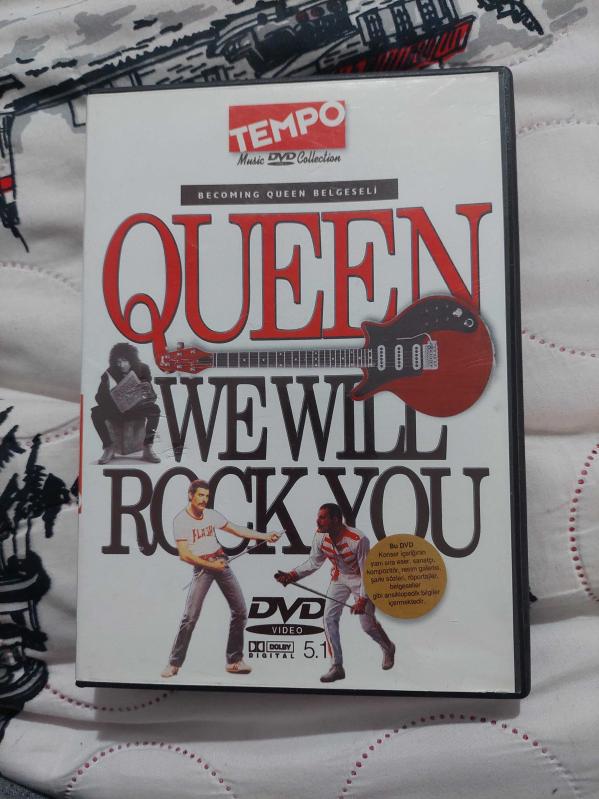 TEMPO
Music DVD Collection
BECOMING QUEEN BELGESELİ
QUEEN
WE WILL
ROCK YOU
FLASH
Bu DVD
Konser içeriğinin
yanı sıra eser, sanatçı,
kompozitör, resim galerisi,
şarkı sözleri, röportajlar,
belgeseller
gibi ansiklopedik bilgiler
içermektedir.
DVD
VIDEO
DOLBY
DIGITAL 5.1